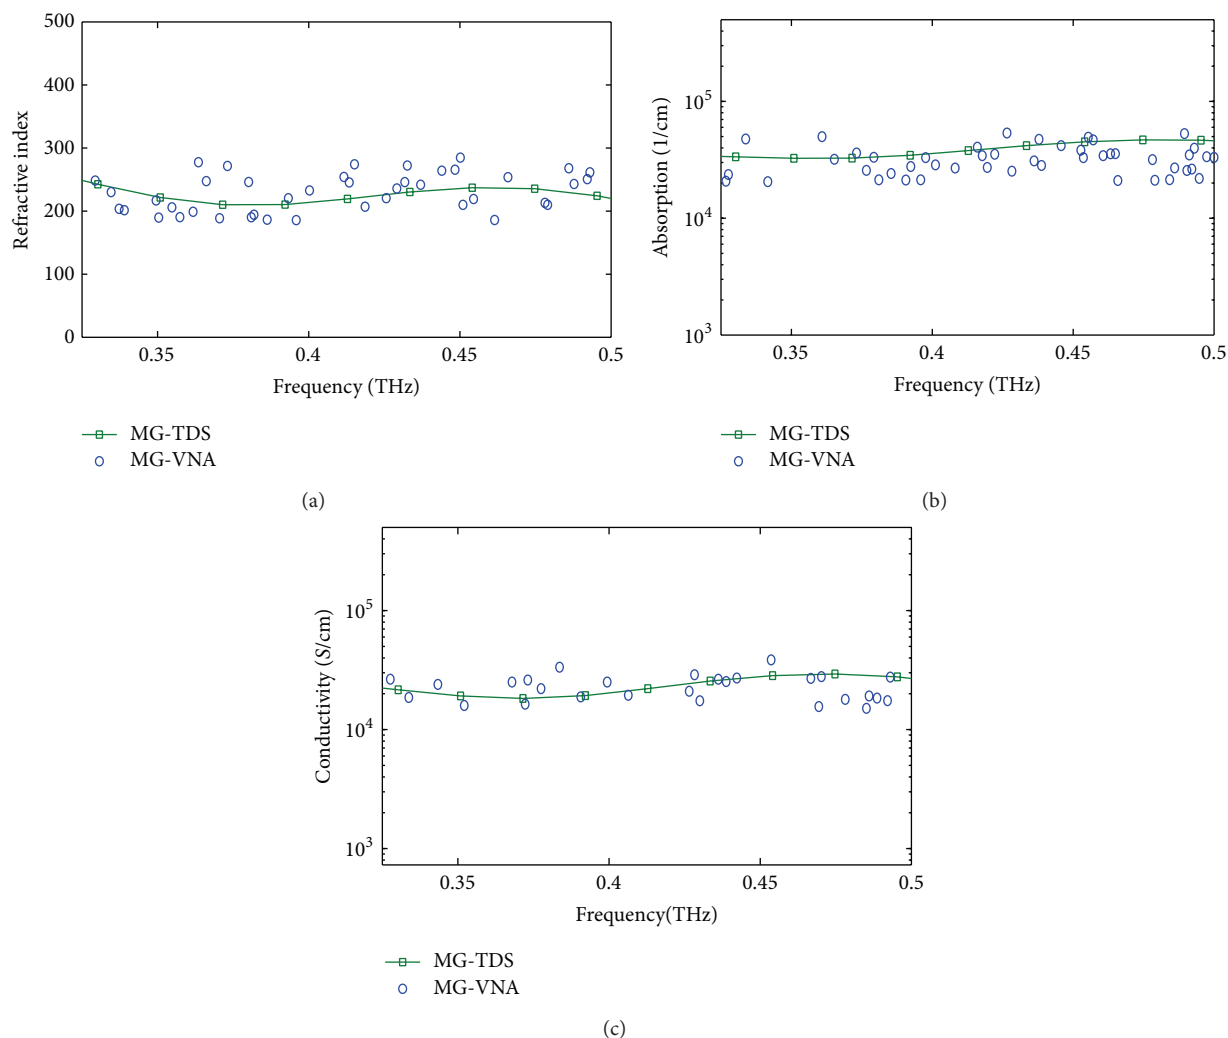 500
400
300
200
100
0
Refractive index
0.35
0.4
0.45
0.5
Frequency (THz)
MG-TDS
MG-VNA
(a)
10^5
10^4
10^3
Absorption (1/cm)
0.35
0.4
0.45
0.5
Frequency (THz)
MG-TDS
MG-VNA
(b)
10^5
10^4
10^3
Conductivity (S/cm)
0.35
0.4
0.45
0.5
Frequency(THz)
MG-TDS
MG-VNA
(c)